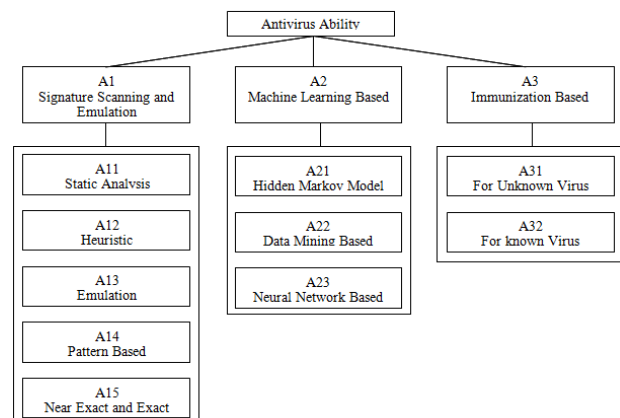 Antivirus Ability
A1
Signature Scanning and
Emulation
A2
Machine Learning Based
A3
Immunization Based
A11
Static Analysis
A12
Heuristic
A13
Emulation
A14
Pattern Based
A15
Near Exact and Exact
A21
Hidden Markov Model
A22
Data Mining Based
A23
Neural Network Based
A31
For Unknown Virus
A32
For known Virus